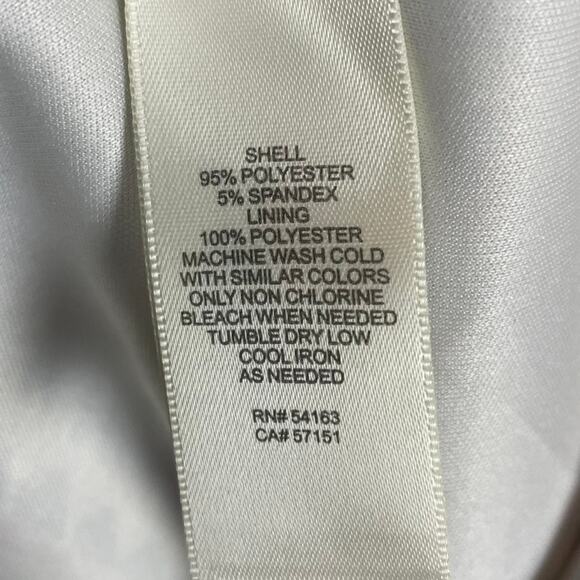 SHELL
95% POLYESTER
5% SPANDEX
LINING
100% POLYESTER
MACHINE WASH COLD
WITH SIMILAR COLORS
ONLY NON CHLORINE
BLEACH WHEN NEEDED
TUMBLE DRY LOW
COOL IRON
AS NEEDED
RN# 54163
CA# 57151